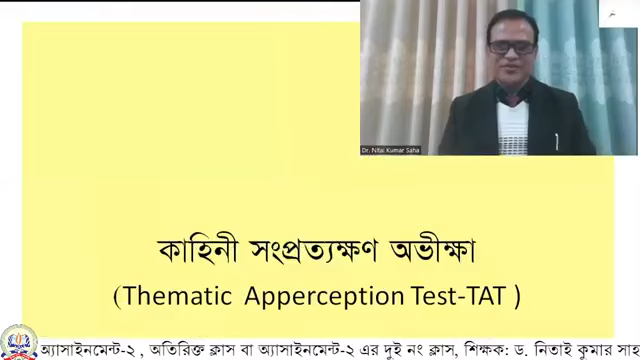 Dr. Nitai Kumar Saha
কাহিনী সংপ্রত্যক্ষণ অভীক্ষা
(Thematic Apperception Test-TAT )
অ্যাসাইনমেন্ট-২ , অতিরিক্ত ক্লাস বা অ্যাসাইনমেন্ট-২ এর দুই নং ক্লাস, শিক্ষক: ড. নিতাই কুমার সাহ